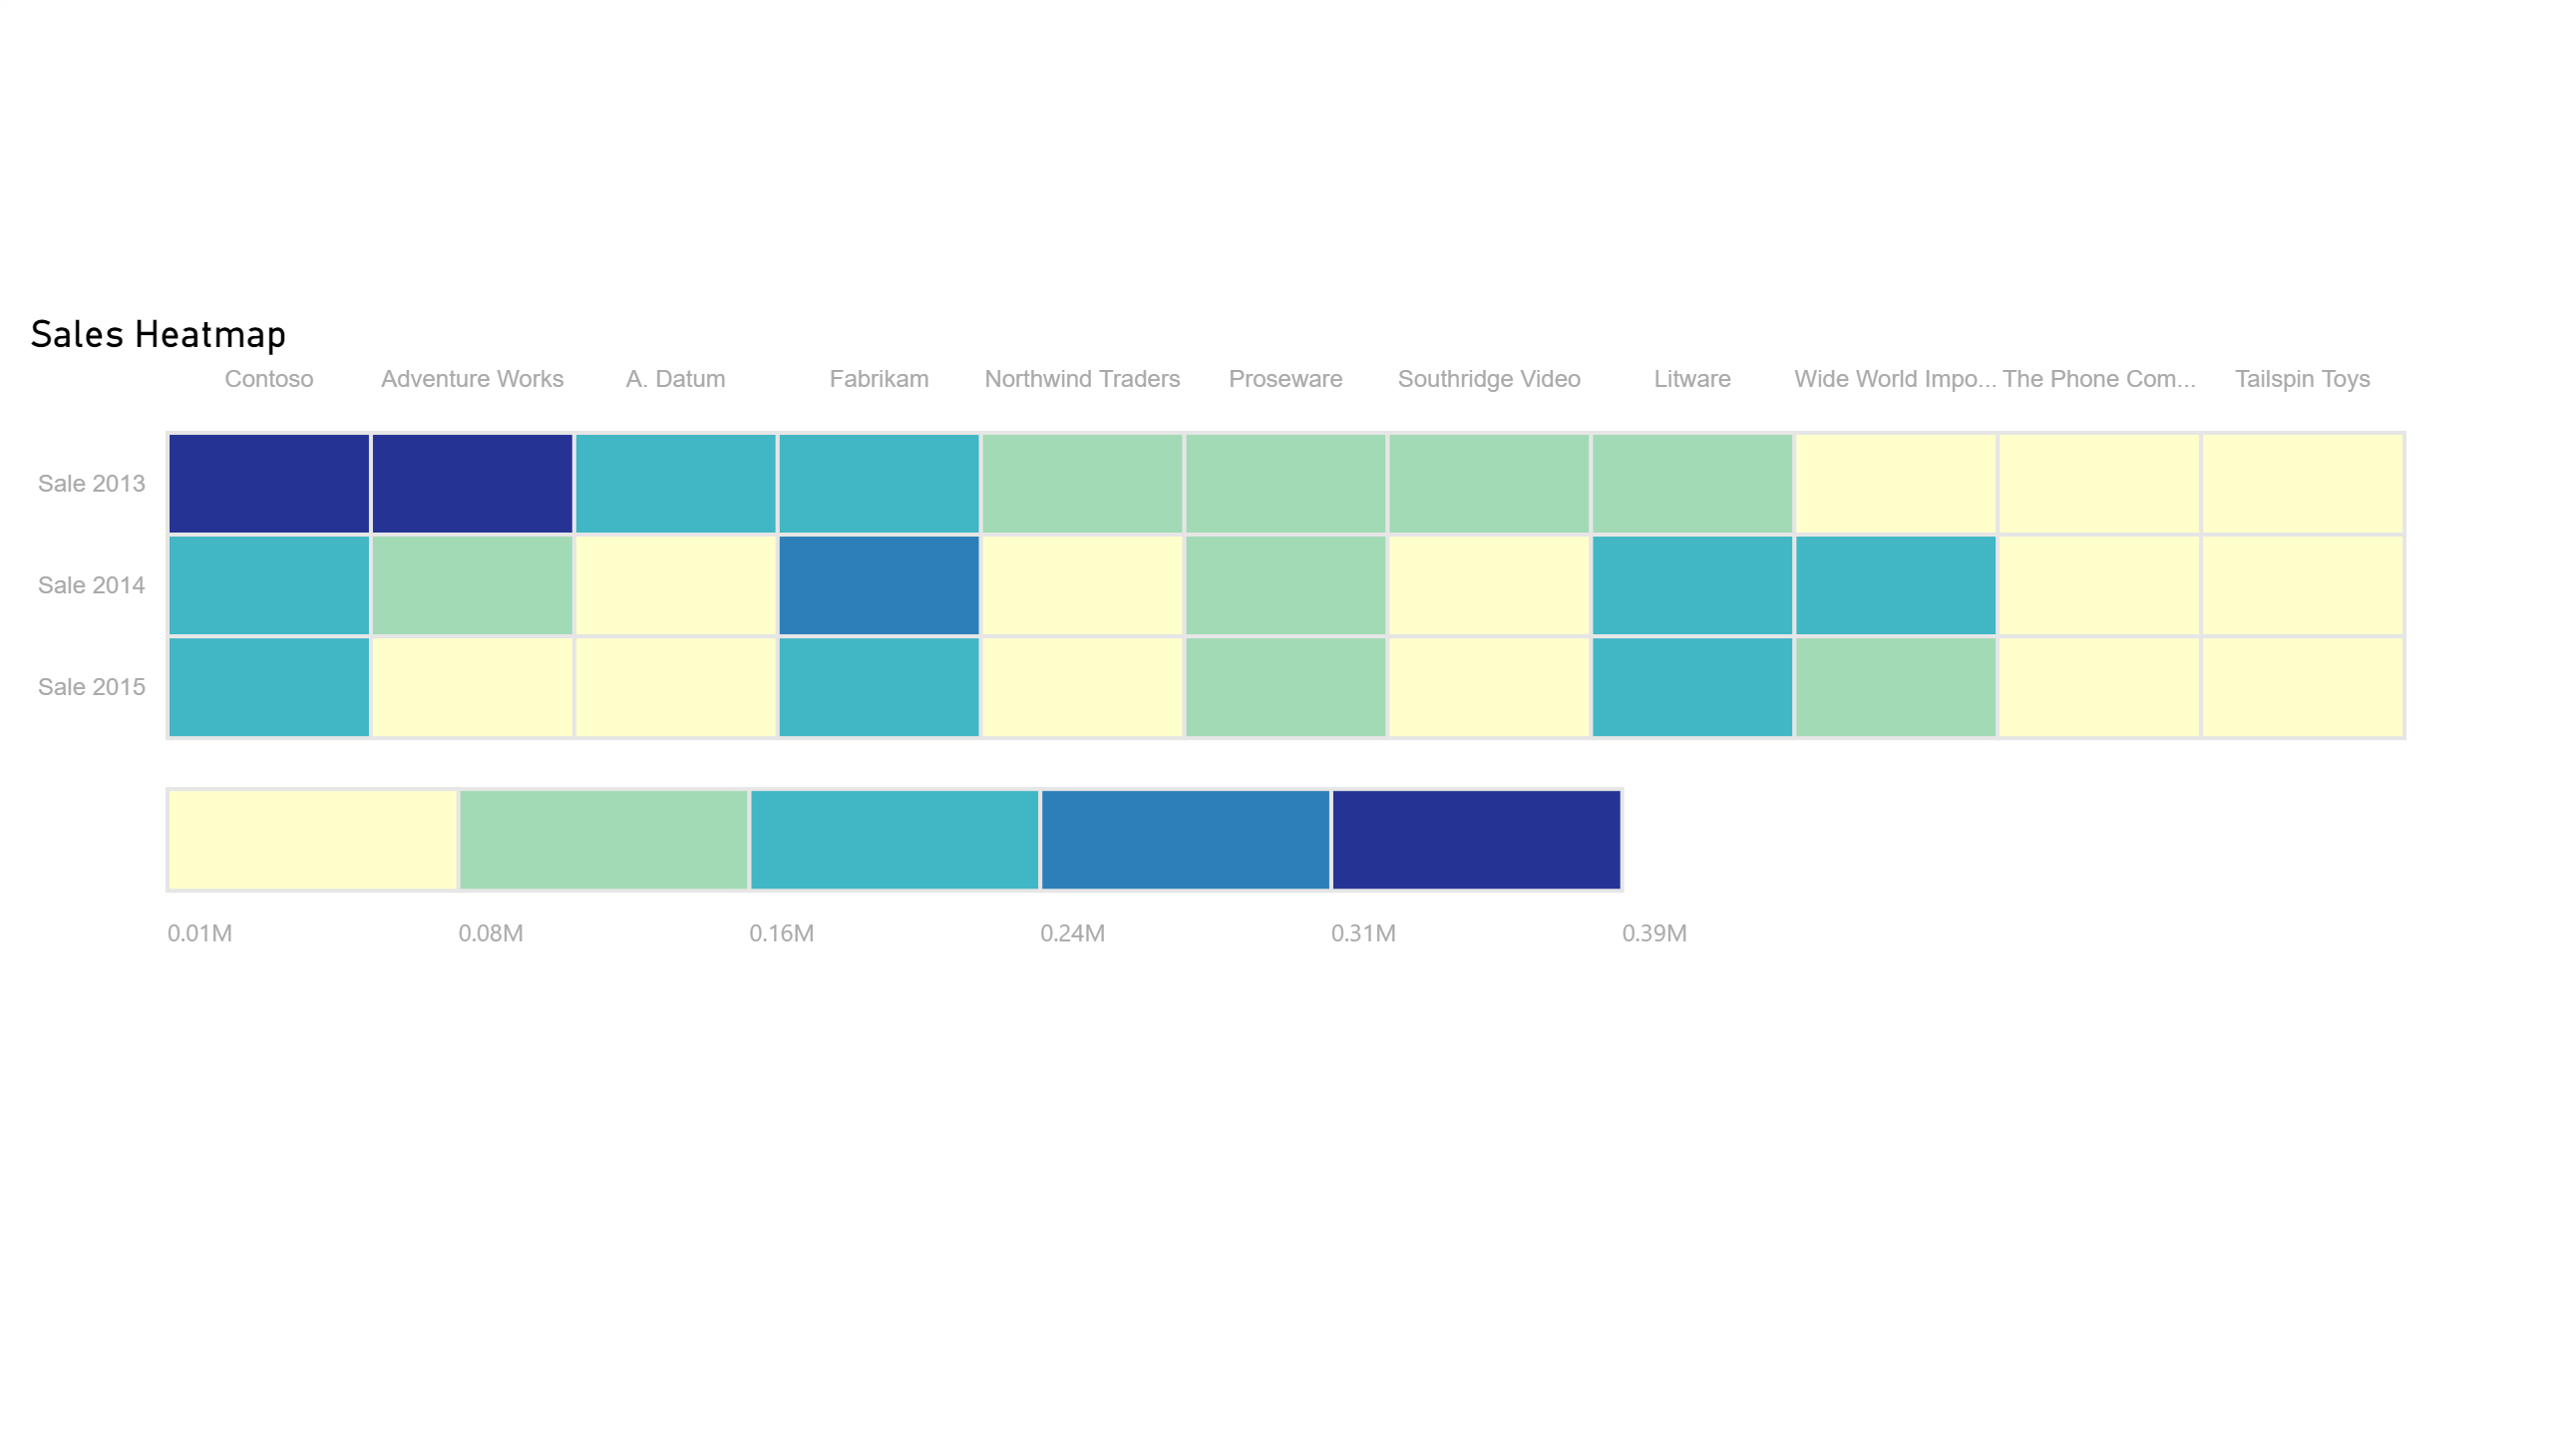 Sales Heatmap
Contoso Adventure Works A. Datum Fabrikam Northwind Traders Proseware Southridge Video Litware Wide World Impo... The Phone Com... Tailspin Toys
Sale 2013
Sale 2014
Sale 2015
0.01M 0.08M 0.16M 0.24M 0.31M 0.39M